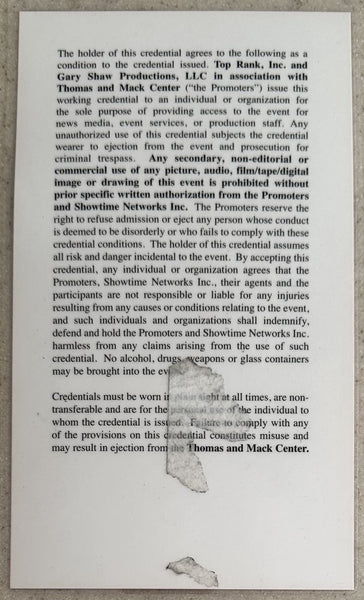 The holder of this credential agrees to the following as a
condition to the credential issued. Top Rank, Inc. and
Gary Shaw Productions, LLC in association with
Thomas and Mack Center ("the Promoters") issue this
working credential to an individual or organization for
the sole purpose of providing access to the event for
news media, event services, or production staff. Any
unauthorized use of this credential subjects the credential
wearer to ejection from the event and prosecution for
criminal trespass. Any secondary, non-editorial or
commercial use of any picture, audio, film/tape/digital
image or drawing of this event is prohibited without
prior specific written authorization from the Promoters
and Showtime Networks Inc. The Promoters reserve the
right to refuse admission or eject any person whose conduct
is deemed to be disorderly or who fails to comply with these
credential conditions. The holder of this credential assumes
all risk and danger incidental to the event. By accepting this
credential, any individual or organization agrees that the
Promoters, Showtime Networks Inc., their agents and the
participants are not responsible or liable for any injuries
resulting from any causes or conditions relating to the event,
and such individuals and organizations shall indemnify,
defend and hold the Promoters and Showtime Networks Inc.
harmless from any claims arising from the use of such
credential. No alcohol, drugs, weapons or glass containers
may be brought into the
Credentials must be worn in plain sight at all times, are non-
transferable and are for the personal use of the individual to
whom the credential is issued. Failure to comply with any
of the provisions on this credential constitutes misuse and
may result in ejection from the Thomas and Mack Center.